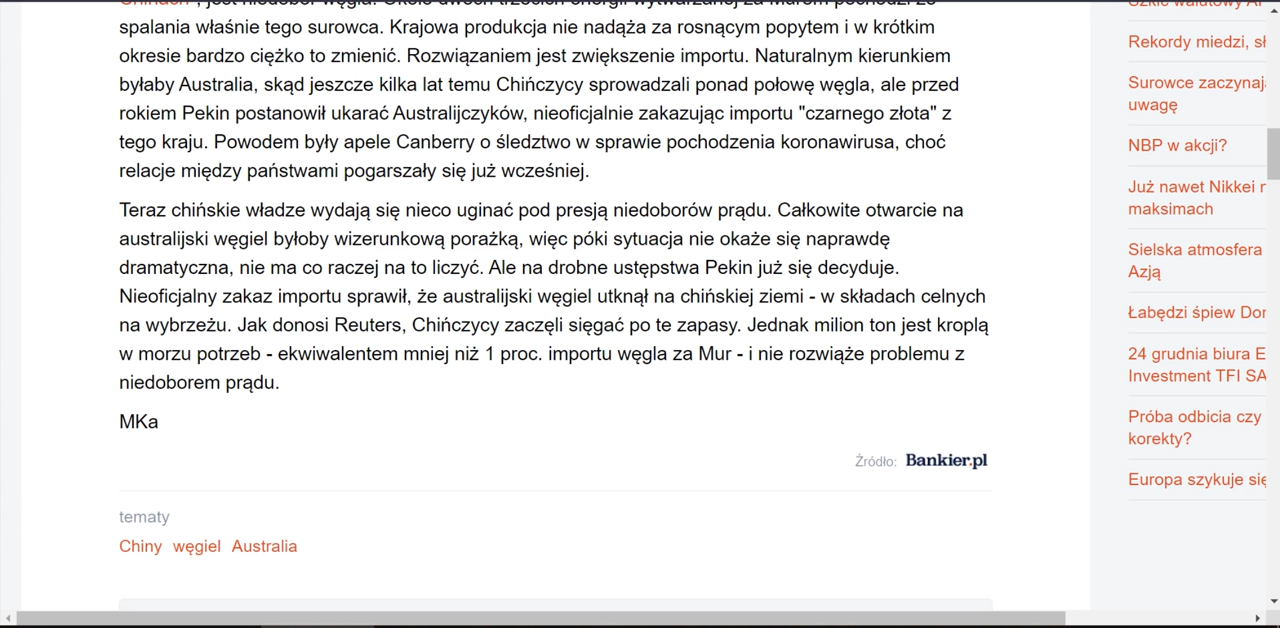 spalania właśnie tego surowca. Krajowa produkcja nie nadąża za rosnącym popytem i w krótkim
okresie bardzo ciężko to zmienić. Rozwiązaniem jest zwiększenie importu. Naturalnym kierunkiem
byłaby Australia, skąd jeszcze kilka lat temu Chińczycy sprowadzali ponad połowę węgla, ale przed
rokiem Pekin postanowił ukarać Australijczyków, nieoficjalnie zakazując importu "czarnego złota" z
tego kraju. Powodem były apele Canberry o śledztwo w sprawie pochodzenia koronawirusa, choć
relacje między państwami pogarszały się już wcześniej.
Teraz chińskie władze wydają się nieco uginać pod presją niedoborów prądu. Całkowite otwarcie na
australijski węgiel byłoby wizerunkową porażką, więc póki sytuacja nie okaże się naprawdę
dramatyczna, nie ma co raczej na to liczyć. Ale na drobne ustępstwa Pekin już się decyduje.
Nieoficjalny zakaz importu sprawił, że australijski węgiel utknął na chińskiej ziemi - w składach celnych
na wybrzeżu. Jak donosi Reuters, Chińczycy zaczęli sięgać po te zapasy. Jednak milion ton jest kroplą
w morzu potrzeb - ekwiwalentem mniej niż 1 proc. importu węgla za Mur - i nie rozwiąże problemu z
niedoborem prądu.
MKa
Źródło: Bankier.pl
tematy
Chiny węgiel Australia
Rekordy miedzi,
Surowce zaczynaj
uwagę
NBP w akcji?
Już nawet Nikkei
maksimach
Sielska atmosfera
Azją
Łabędzi śpiew Dor
24 grudnia biura E
Investment TFI SA
Próba odbicia czy
korekty?
Europa szykuje się